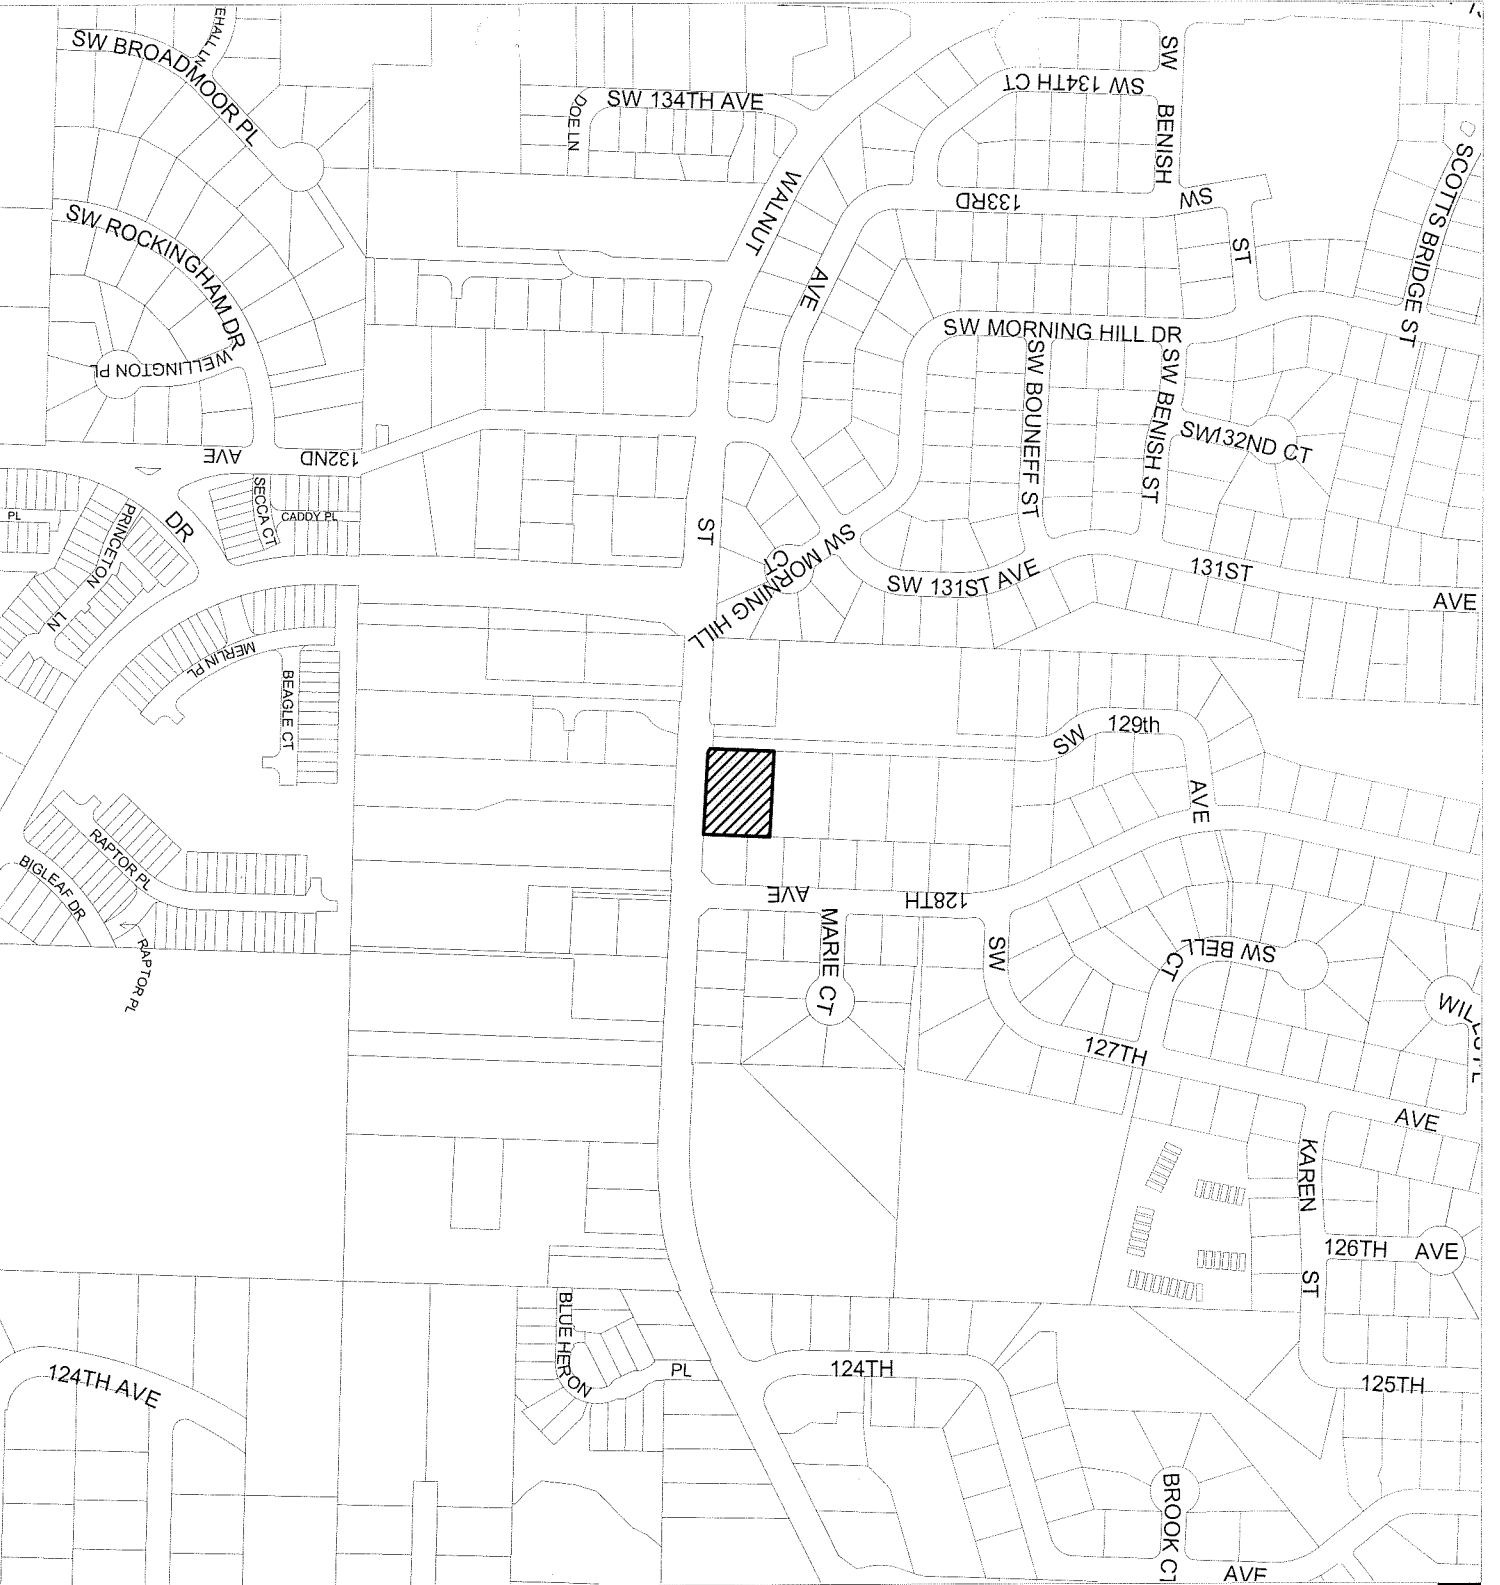 EHALL LN
SW BROADMOOR PL
SW 134TH AVE
DOE LN
SW 134TH CT
SW
BENISH
SW
ST
SCOTTS BRIDGE ST
WALNUT
133RD
AVE
SW ROCKINGHAM DR
WELLINGTON PL
SW MORNING HILL DR
SW BOUNEFF ST
SW BENISH ST
SW132ND CT
AVE
132ND
SECCA CT
CADDY PL
PL
PRINCETON
LN
DR
ST
CT
SW MORNING HILL
SW 131ST AVE
131ST
AVE
MERLIN PL
BEAGLE CT
SW
129th
AVE
RAPTOR PL
BIGLEAF DR
RAPTOR PL
AVE
128TH
MARIE CT
SW
SW BELL
CT
127TH
AVE
KAREN
ST
126TH AVE
125TH
BLUE HERON
PL
124TH AVE
124TH
BROOK CT
AVE